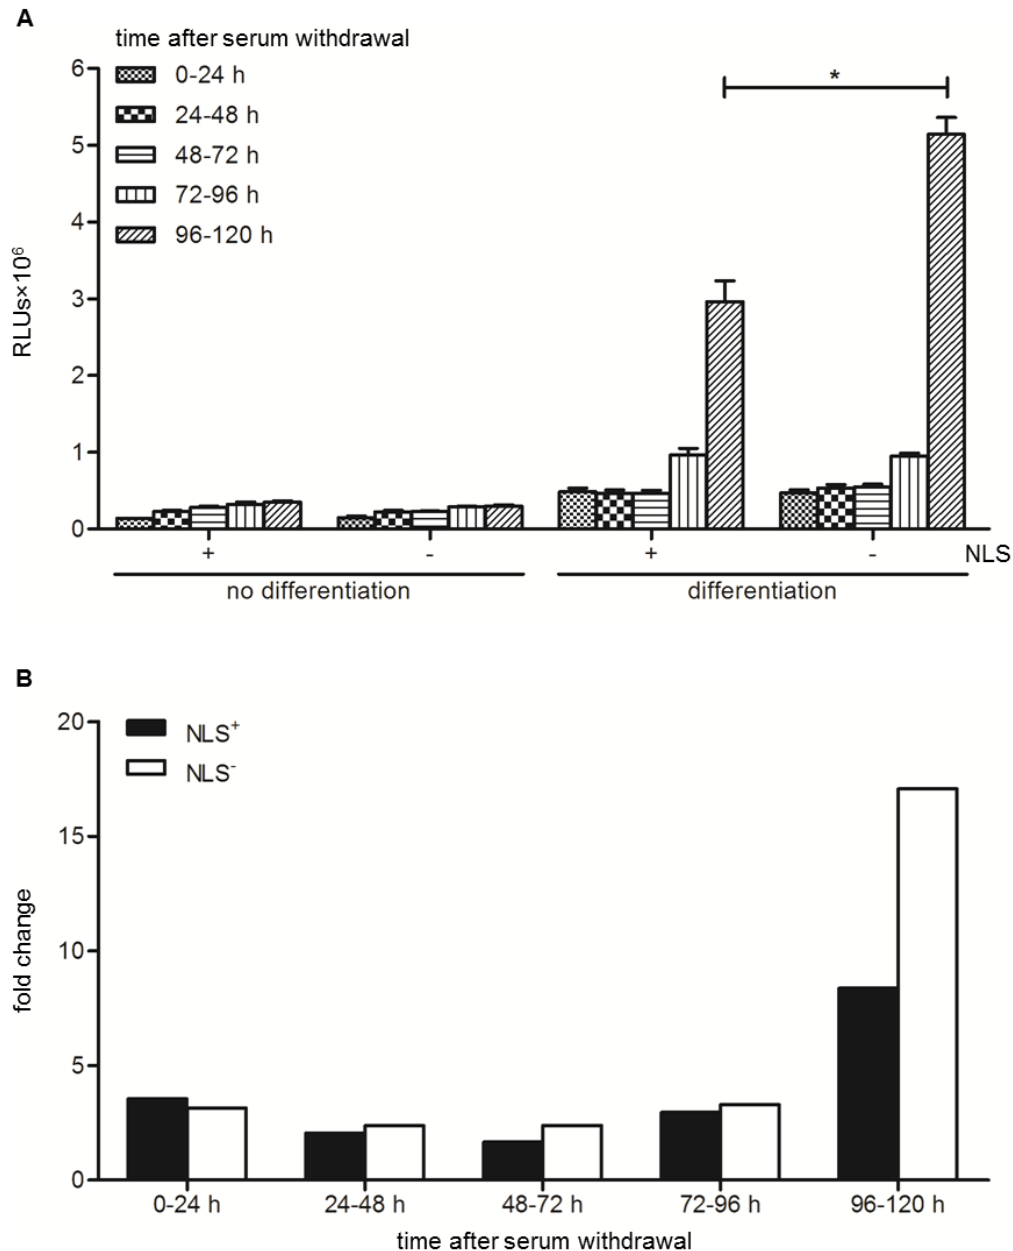 A
time after serum withdrawal
0-24 h
24-48 h
48-72 h
72-96 h
96-120 h
RLUs×10⁶
6
5
4
3
2
1
0
*
+ - + - NLS
no differentiation differentiation
B
NLS⁺
NLS⁻
fold change
20
15
10
5
0
0-24 h 24-48 h 48-72 h 72-96 h 96-120 h
time after serum withdrawal